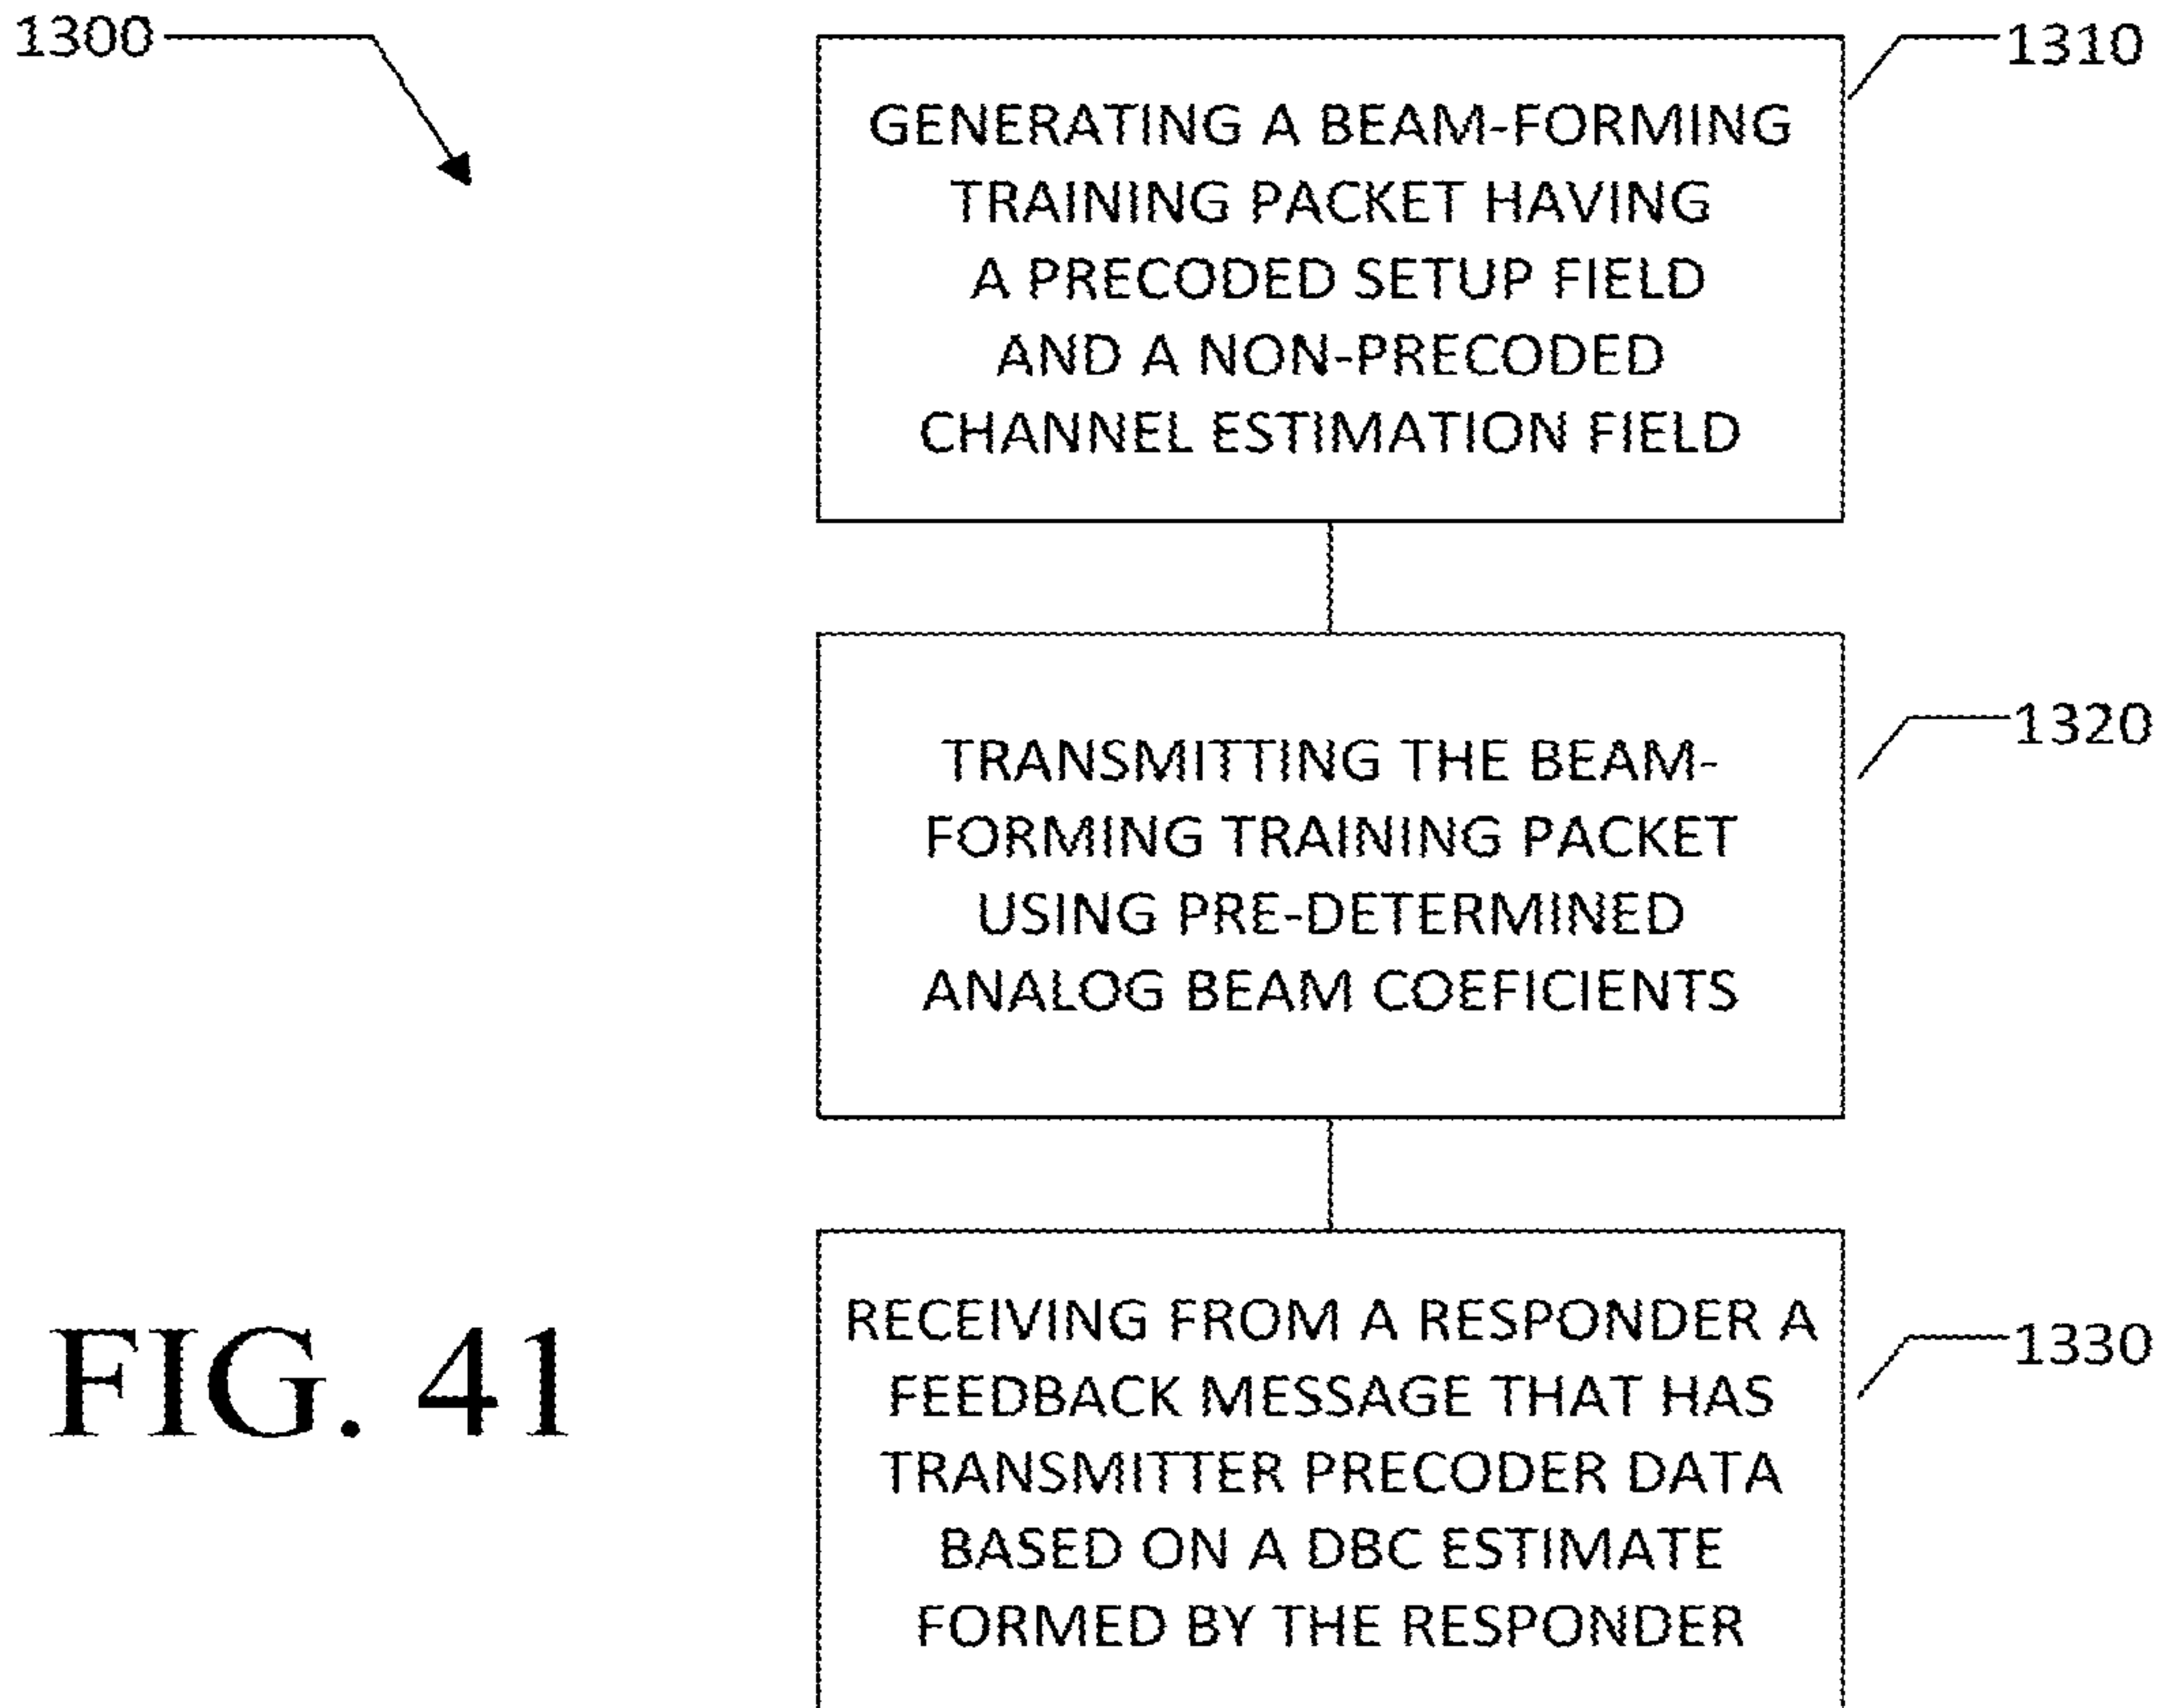 1300
1310
GENERATING A BEAM-FORMING
TRAINING PACKET HAVING
A PRECODED SETUP FIELD
AND A NON-PRECODED
CHANNEL ESTIMATION FIELD
1320
TRANSMITTING THE BEAM-
FORMING TRAINING PACKET
USING PRE-DETERMINED
ANALOG BEAM COEFICIENTS
1330
RECEIVING FROM A RESPONDER A
FEEDBACK MESSAGE THAT HAS
TRANSMITTER PRECODER DATA
BASED ON A DBC ESTIMATE
FORMED BY THE RESPONDER
FIG. 41